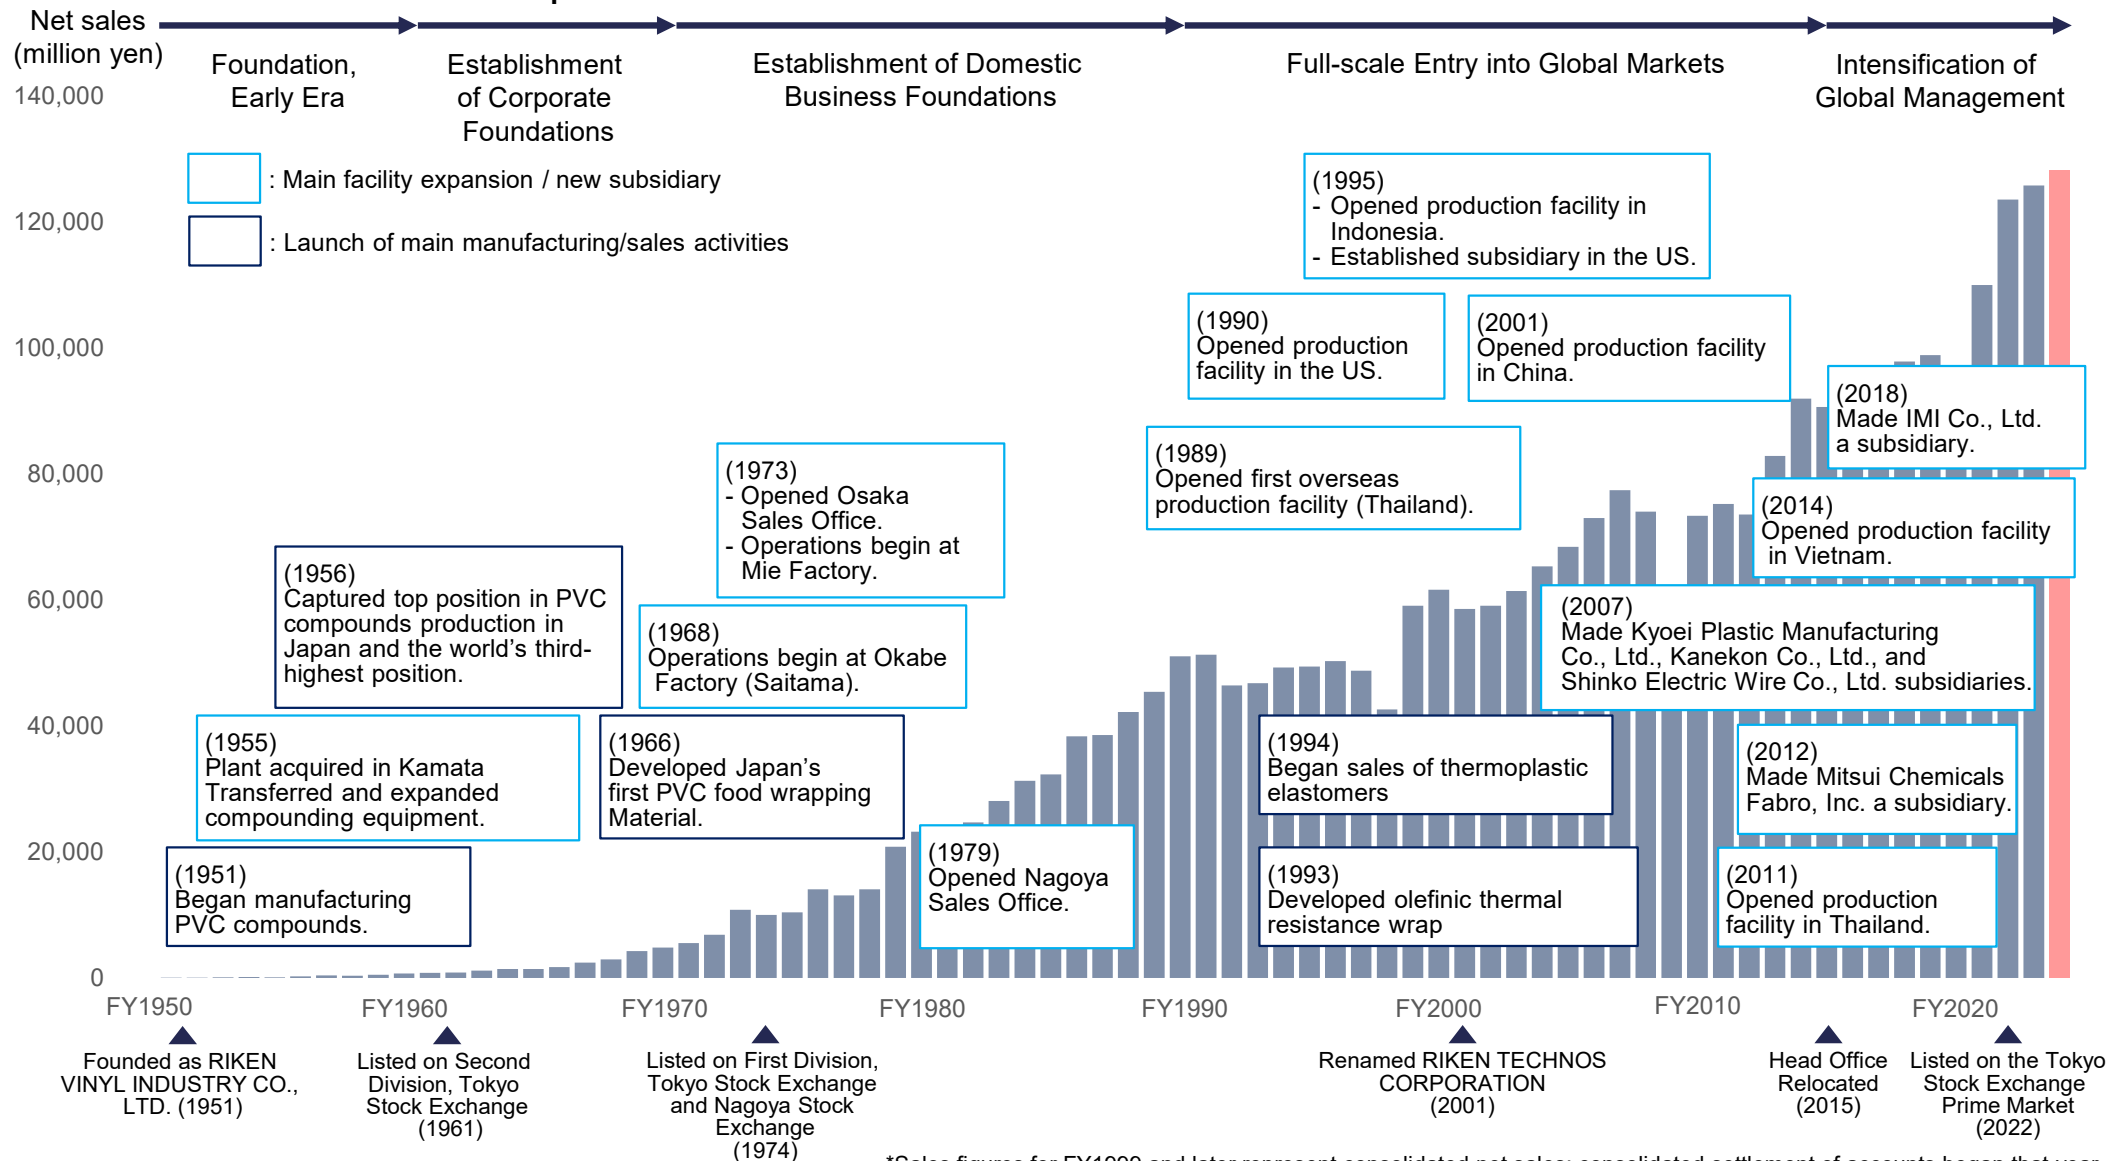 Net sales
(million yen)
Foundation,
Early Era
Establishment
of Corporate
Foundations
Establishment of Domestic
Business Foundations
Full-scale Entry into Global Markets
Intensification of
Global Management
140,000
120,000
100,000
80,000
60,000
40,000
20,000
0
: Main facility expansion / new subsidiary
: Launch of main manufacturing/sales activities
(1995)
- Opened production facility in
Indonesia.
- Established subsidiary in the US.
(1990)
Opened production
facility in the US.
(2001)
Opened production facility
in China.
(2018)
Made IMI Co., Ltd.
a subsidiary.
(1989)
Opened first overseas
production facility (Thailand).
(1973)
- Opened Osaka
Sales Office.
- Operations begin at
Mie Factory.
(2014)
Opened production facility
in Vietnam.
(1956)
Captured top position in PVC
compounds production in
Japan and the world’s third-
highest position.
(1968)
Operations begin at Okabe
Factory (Saitama).
(2007)
Made Kyoei Plastic Manufacturing
Co., Ltd., Kanekon Co., Ltd., and
Shinko Electric Wire Co., Ltd. subsidiaries.
(1955)
Plant acquired in Kamata
Transferred and expanded
compounding equipment.
(1966)
Developed Japan’s
first PVC food wrapping
Material.
(1994)
Began sales of thermoplastic
elastomers
(2012)
Made Mitsui Chemicals
Fabro, Inc. a subsidiary.
(1951)
Began manufacturing
PVC compounds.
(1979)
Opened Nagoya
Sales Office.
(1993)
Developed olefinic thermal
resistance wrap
(2011)
Opened production
facility in Thailand.
FY1950
FY1960
FY1970
FY1980
FY1990
FY2000
FY2010
FY2020
Founded as RIKEN
VINYL INDUSTRY CO.,
LTD. (1951)
Listed on Second
Division, Tokyo
Stock Exchange
(1961)
Listed on First Division,
Tokyo Stock Exchange
and Nagoya Stock
Exchange
(1974)
Renamed RIKEN TECHNOS
CORPORATION
(2001)
Head Office
Relocated
(2015)
Listed on the Tokyo
Stock Exchange
Prime Market
(2022)